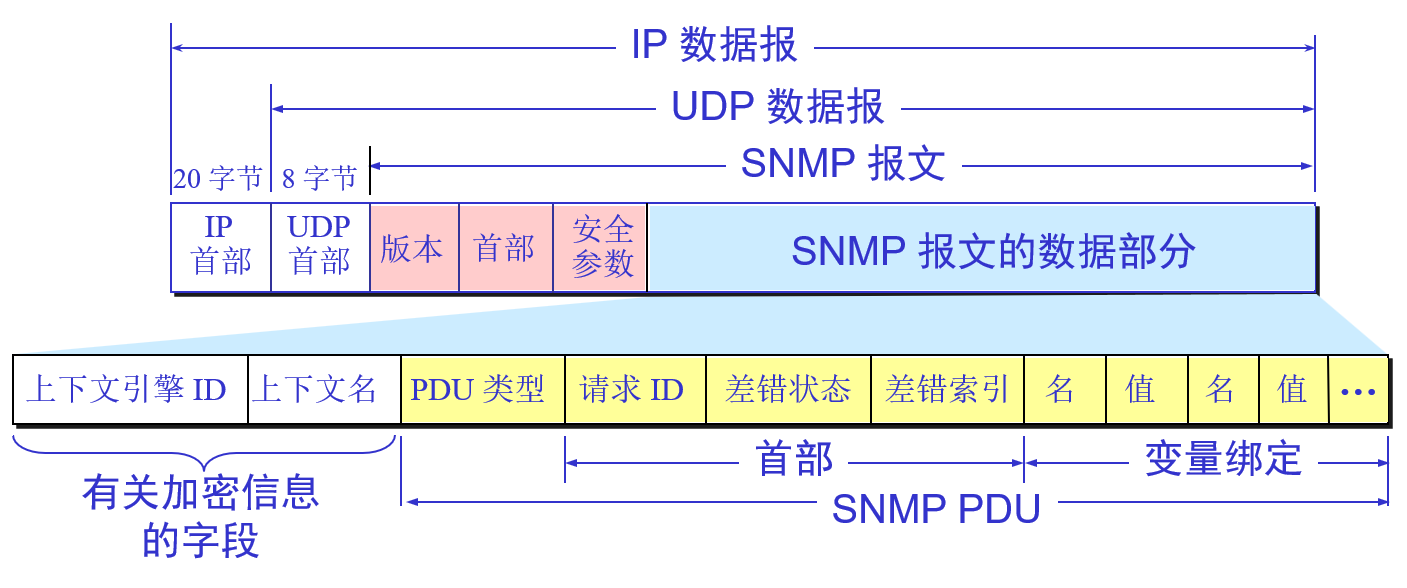 IP 数据报
UDP 数据报
SNMP 报文
20 字节
8 字节
IP
首部
UDP
首部
版本
首部
安全
参数
SNMP 报文的数据部分
上下文引擎 ID
上下文名
PDU 类型
请求 ID
差错状态
差错索引
名
值
名
值
…
首部
变量绑定
有关加密信息
的字段
SNMP PDU